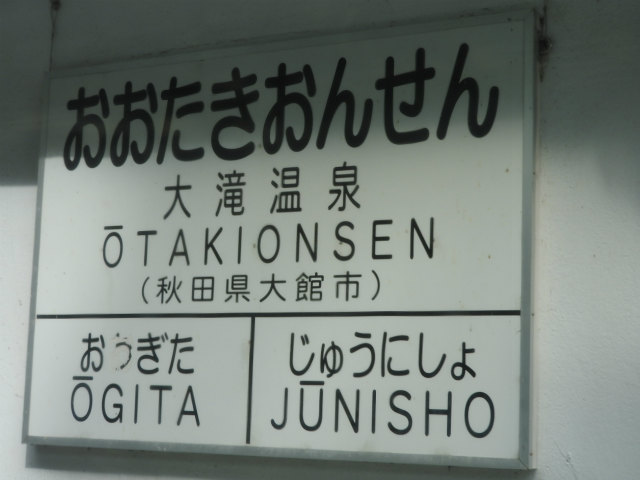 おおたきおんせん
大滝温泉
ŌTAKIONSEN
(秋田県大館市)
おうぎた
ŌGITA
じゅうにしょ
JŪNISHO